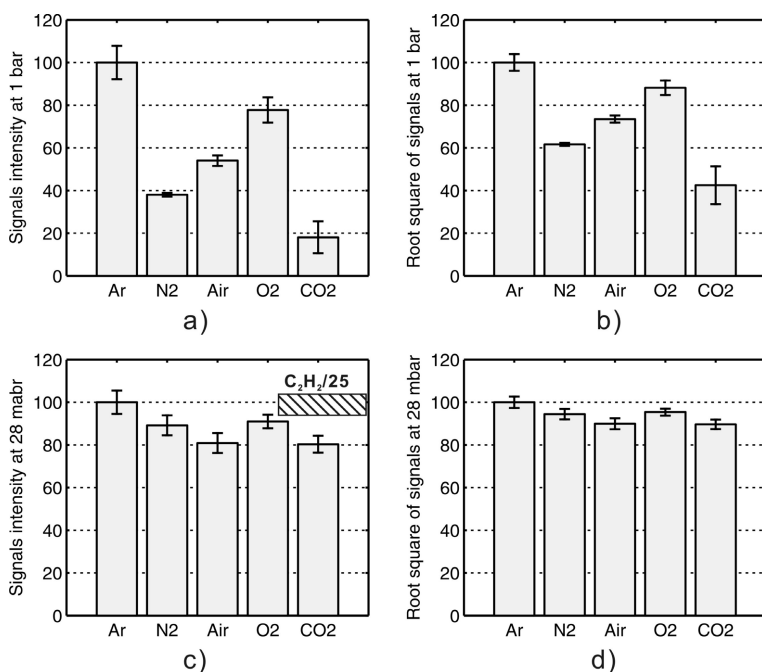 Signals intensity at 1 bar
120
100
80
60
40
20
0
Ar N2 Air O2 CO2
a)
Root square of signals at 1 bar
120
100
80
60
40
20
0
Ar N2 Air O2 CO2
b)
Signals intensity at 28 mabr
120
100
80
60
40
20
0
C₂H₂/25
Ar N2 Air O2 CO2
c)
Root square of signals at 28 mbar
120
100
80
60
40
20
0
Ar N2 Air O2 CO2
d)